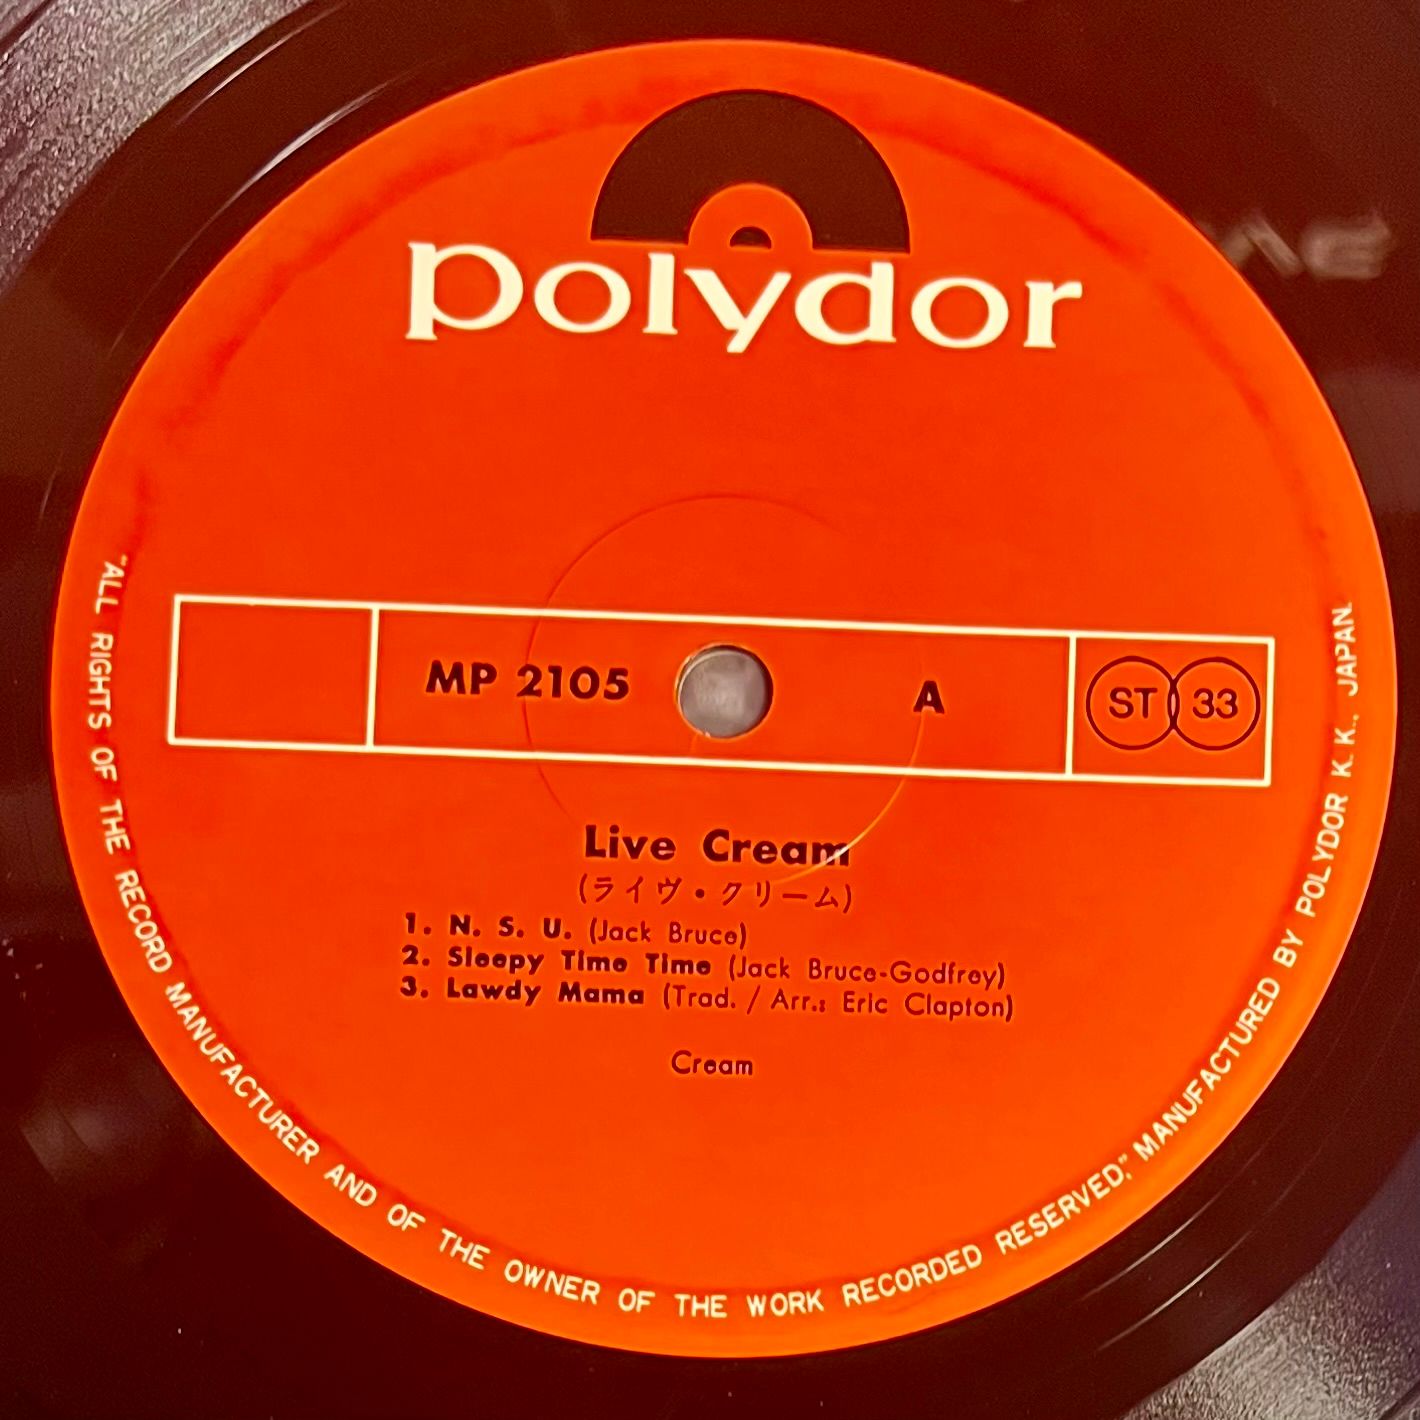 polydor
MP 2105
A
ST 33
Live Cream
(ライヴ・クリーム)
1. N. S. U. (Jack Bruce)
2. Sleepy Time Time (Jack Bruce-Godfrey)
3. Lawdy Mama (Trad. / Arr.: Eric Clapton)
Cream
"ALL RIGHTS OF THE RECORD MANUFACTURER AND OF THE OWNER OF THE WORK RECORDED RESERVED," MANUFACTURED BY POLYDOR K. K., JAPAN.